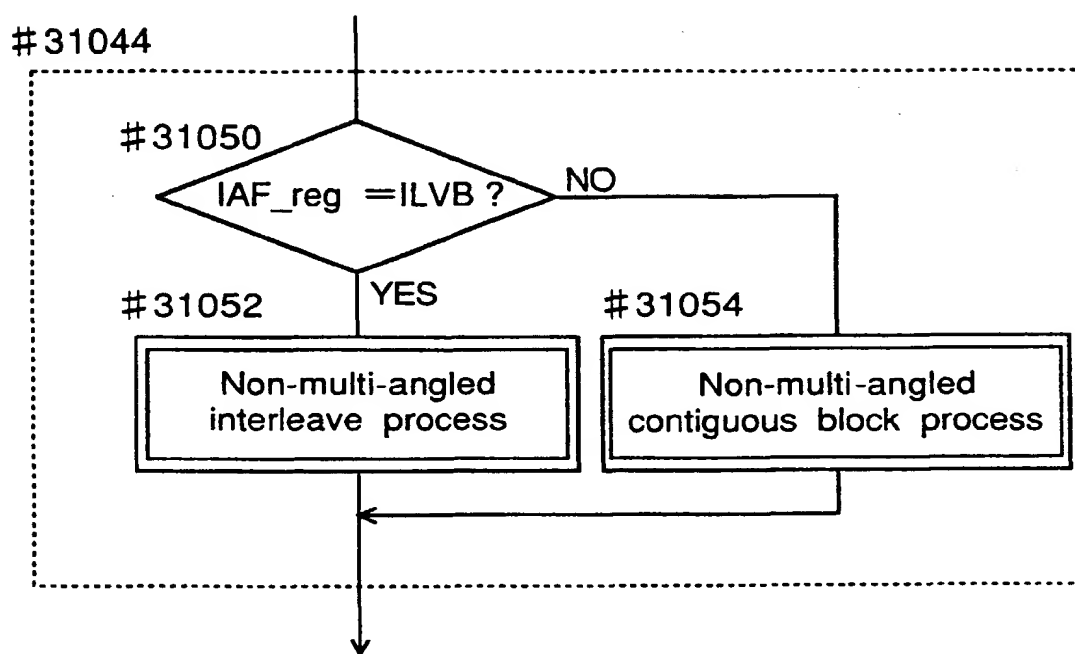 #31044
#31050
IAF_reg =ILVB ?
NO
YES
#31052
#31054
Non-multi-angled
interleave process
Non-multi-angled
contiguous block process